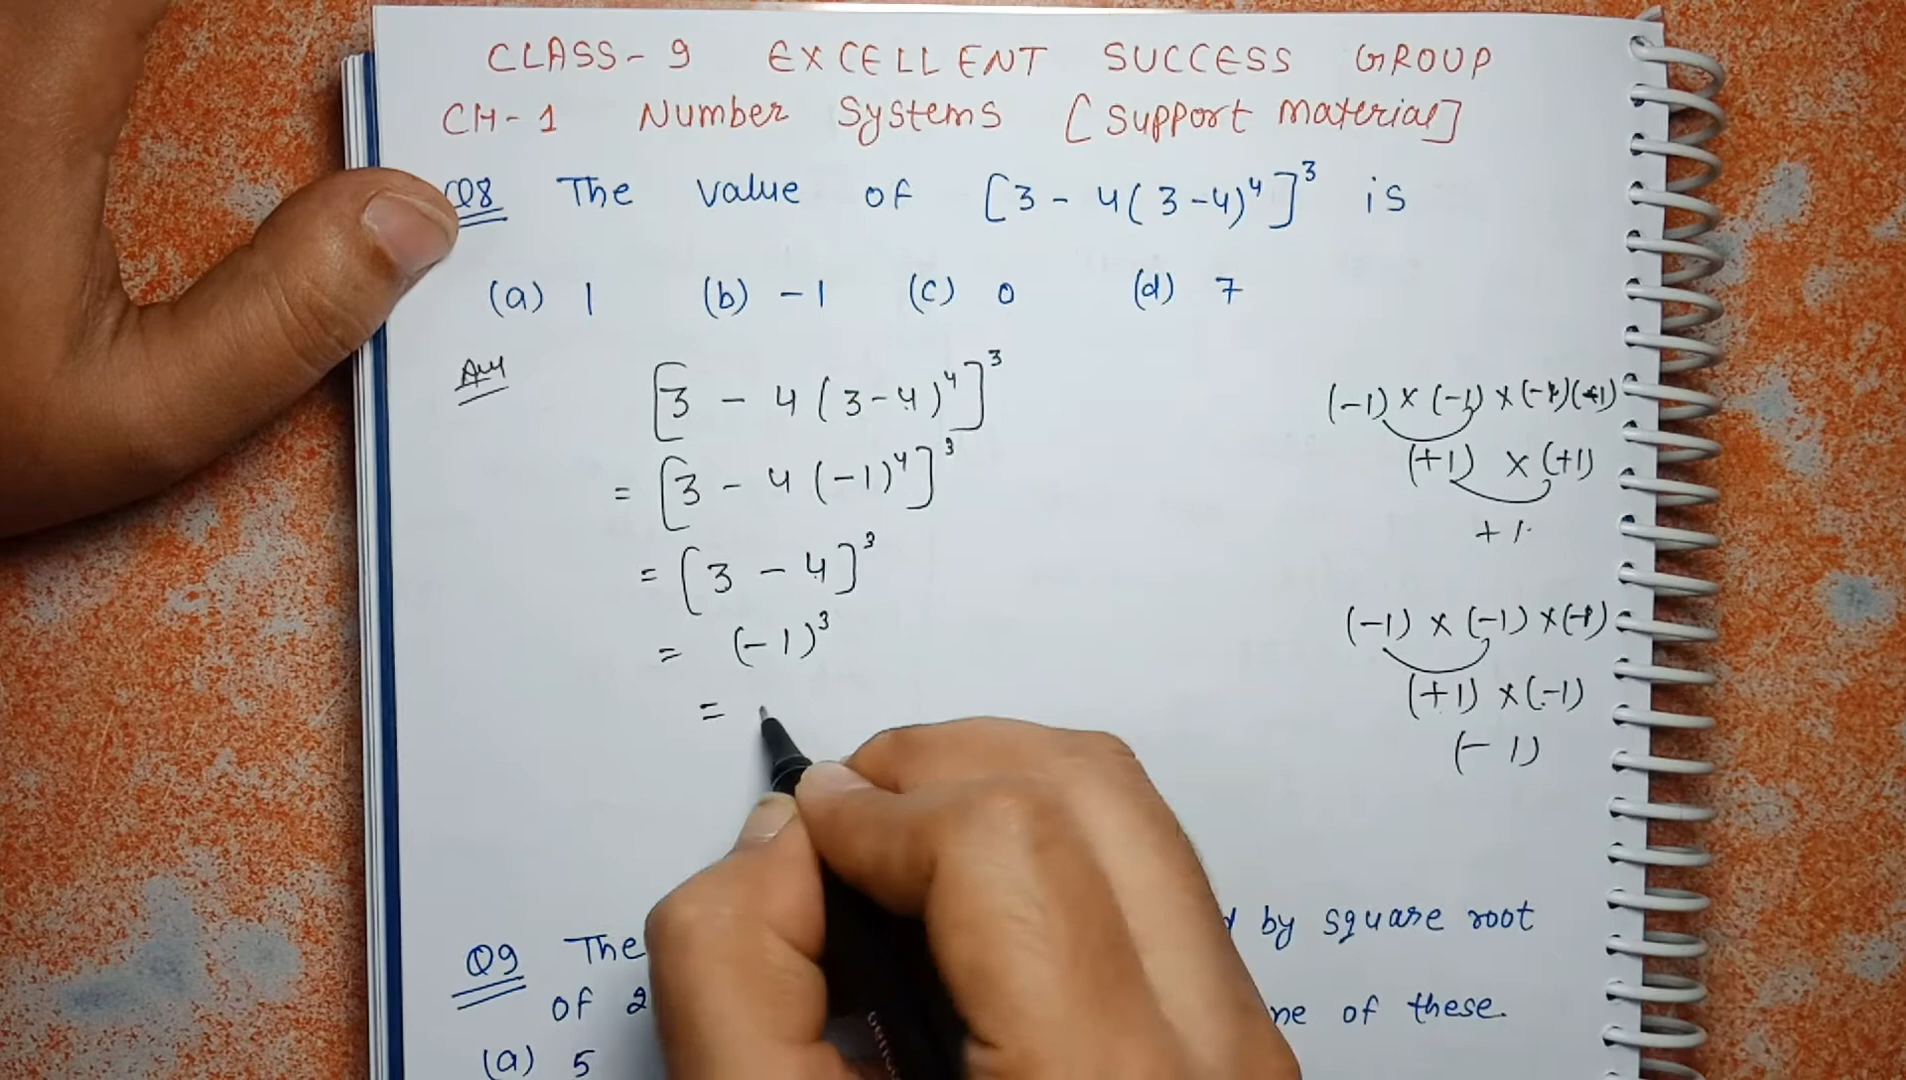 CLASS-9 EXCELLENT SUCCESS GROUP
CH-1 Number Systems [Support Material]
Q8 The value of [3-4(3-4)⁴]³ is
(a) 1 (b) -1 (c) 0 (d) 7
[3 - 4(3-4)⁴]³
= [3 - 4(-1)⁴]³
= [3 - 4]³
= (-1)³
=
(-1) × (-1) × (-1)(-1)
(+1) × (+1)
+1
(-1) × (-1) × (-1)
(+1) × (-1)
(-1)
Q9 The by square root
of 2 of these.
(a) 5